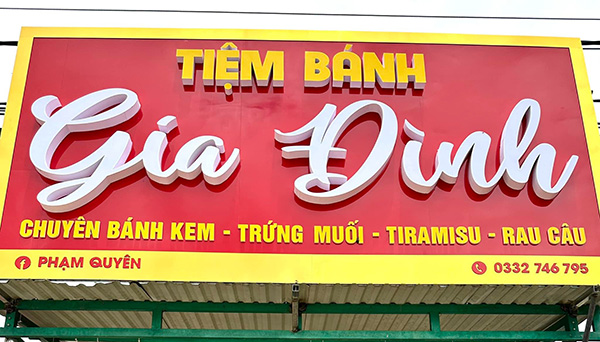 TIỆM BÁNH
Gia Đình
CHUYÊN BÁNH KEM - TRỨNG MUỐI - TIRAMISU - RAU CÂU
PHẠM QUYÊN 0332 746 795